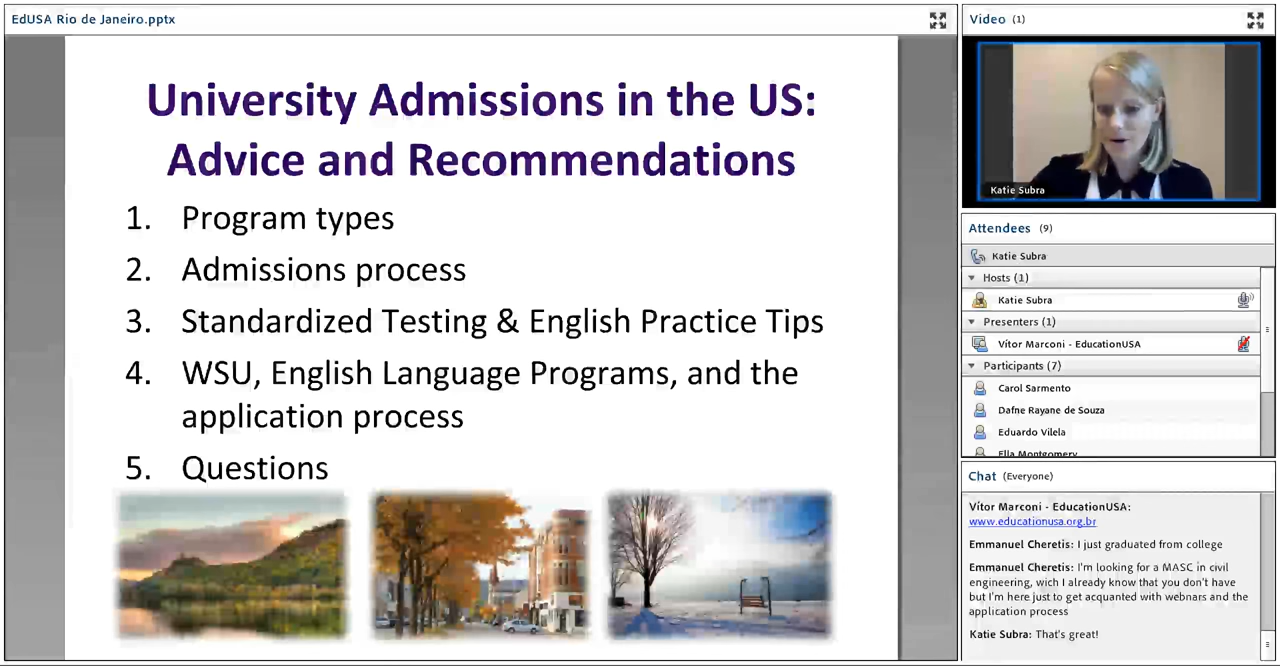 EdUSA Rio de Janeiro.pptx
University Admissions in the US:
Advice and Recommendations
1. Program types
2. Admissions process
3. Standardized Testing & English Practice Tips
4. WSU, English Language Programs, and the
application process
5. Questions
Video (1)
Katie Subra
Attendees (9)
Katie Subra
Hosts (1)
Katie Subra
Presenters (1)
Vítor Marconi - EducationUSA
Participants (7)
Carol Sarmento
Dafne Rayane de Souza
Eduardo Vilela
Ella Montgomery
Chat (Everyone)
Vítor Marconi - EducationUSA:
www.educationusa.org.br
Emmanuel Cheretis: I just graduated from college
Emmanuel Cheretis: I'm looking for a MASC in civil
engineering, wich I already know that you don't have
but I'm here just to get acquanted with webnars and the
application process
Katie Subra: That's great!